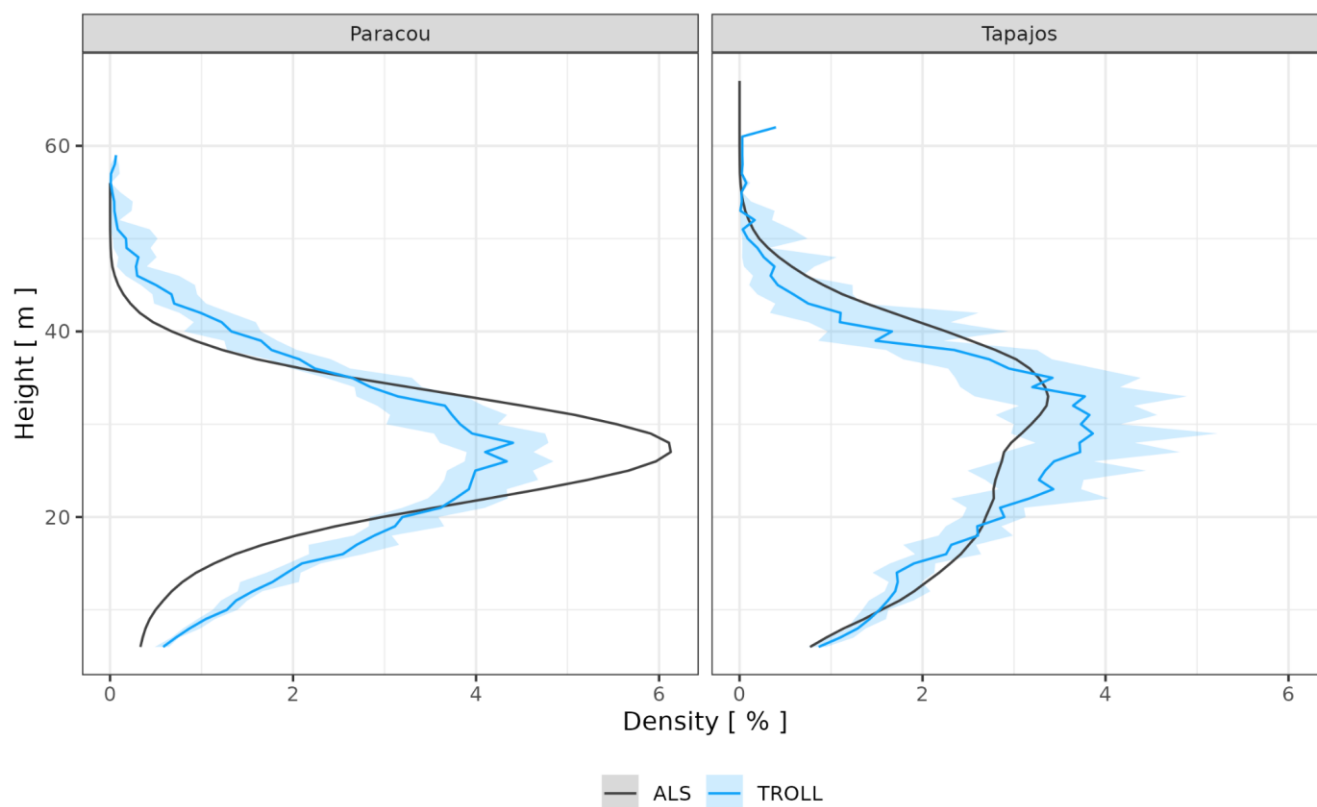 Paracou
Tapajos
Height [ m ]
60
40
20
0 2 4 6
0 2 4 6
Density [ % ]
ALS TROLL